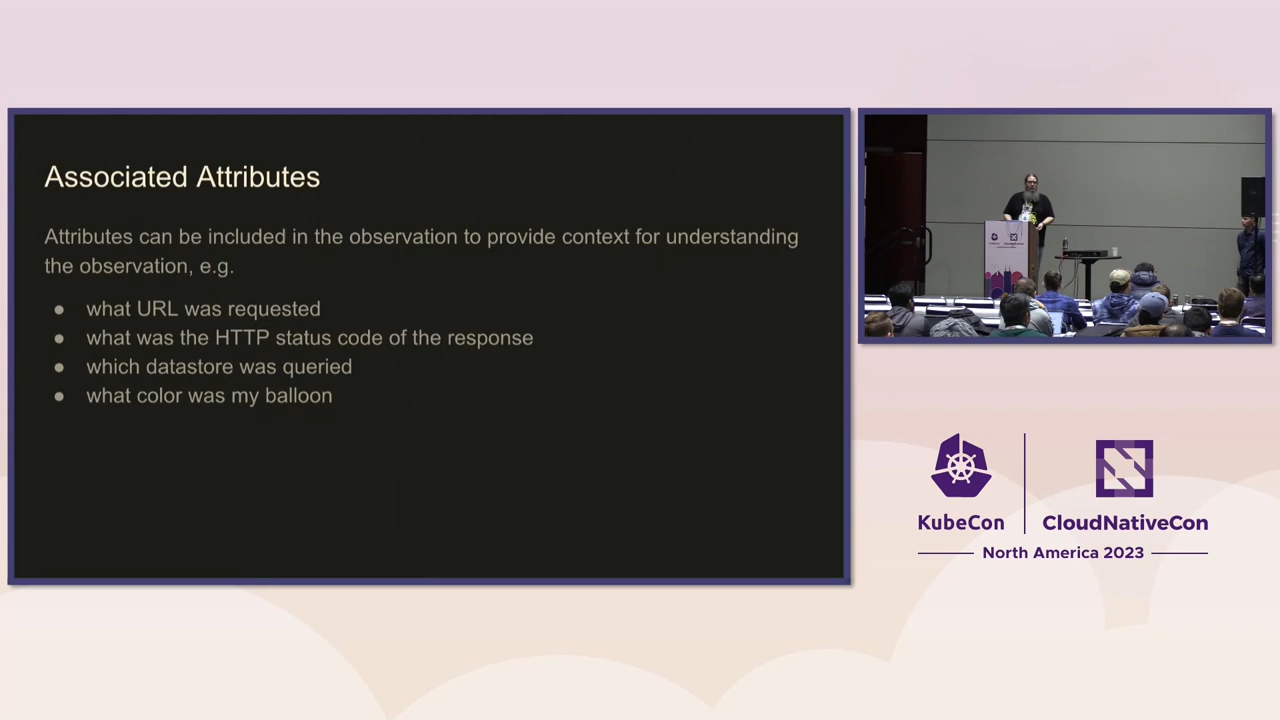 Associated Attributes
Attributes can be included in the observation to provide context for understanding
the observation, e.g.
● what URL was requested
● what was the HTTP status code of the response
● which datastore was queried
● what color was my balloon
KubeCon
CloudNativeCon
North America 2023